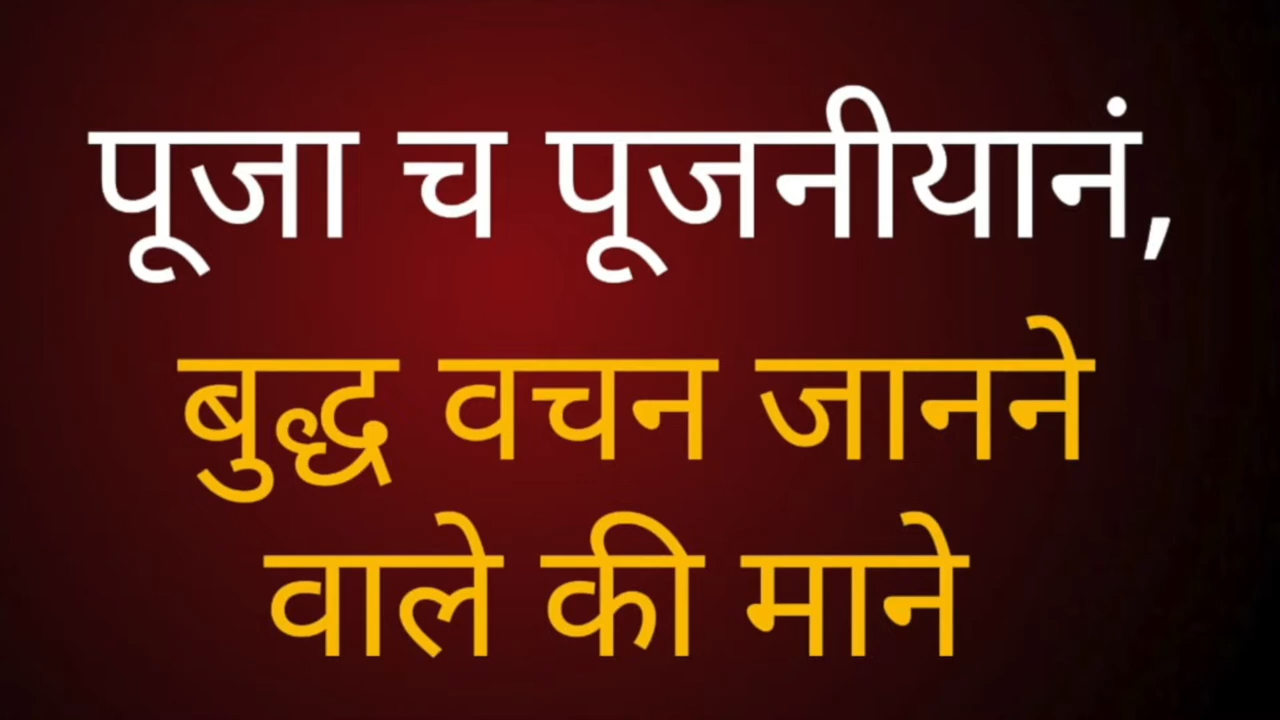 पूजा च पूजनीयानं,
बुद्ध वचन जानने
वाले की माने